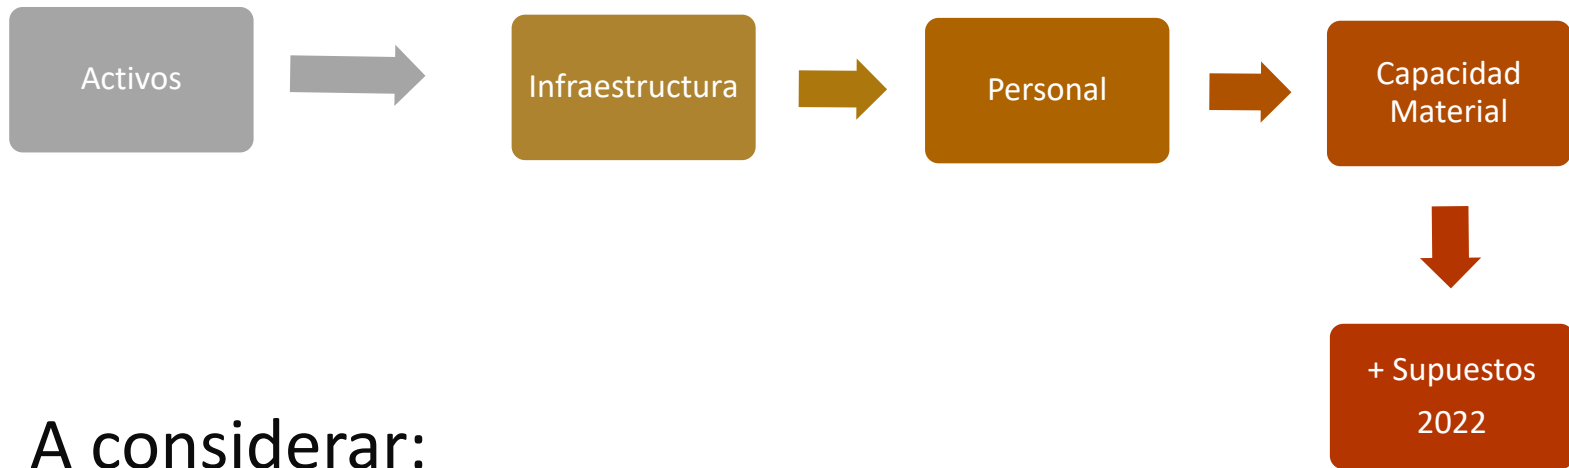 Activos
Infraestructura
Personal
Capacidad
Material
+ Supuestos
2022
A considerar: